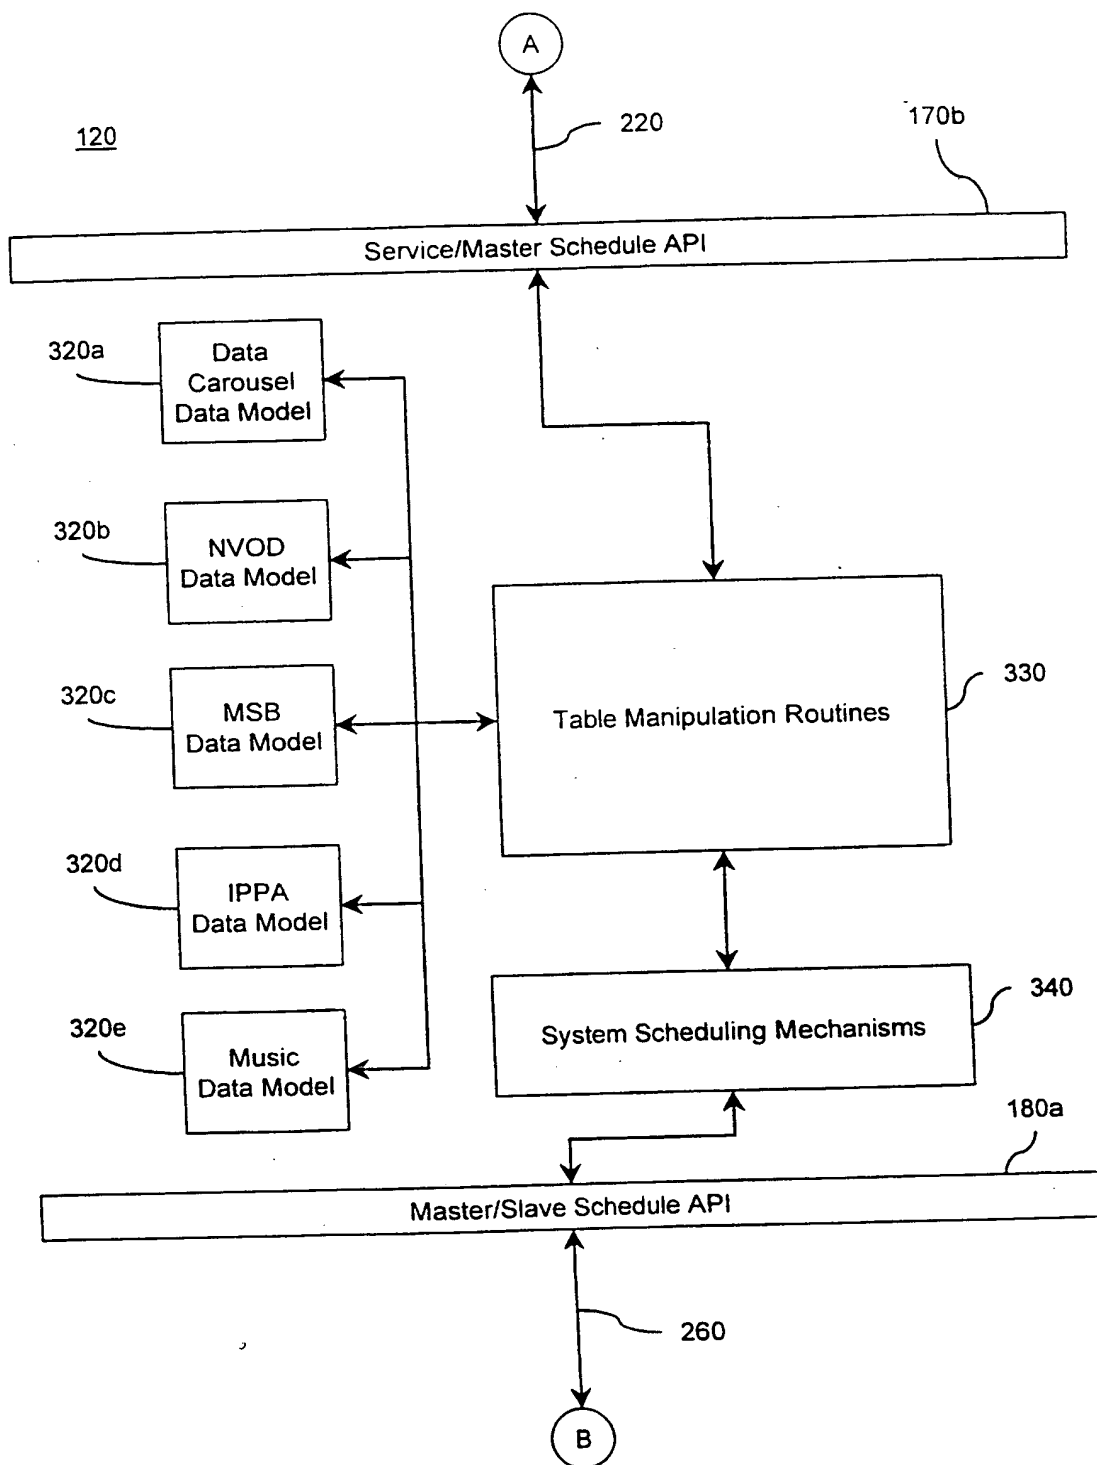 A
220
170b
120
Service/Master Schedule API
320a
Data
Carousel
Data Model
320b
NVOD
Data Model
320c
MSB
Data Model
Table Manipulation Routines
330
320d
IPPA
Data Model
340
System Scheduling Mechanisms
320e
Music
Data Model
180a
Master/Slave Schedule API
260
B